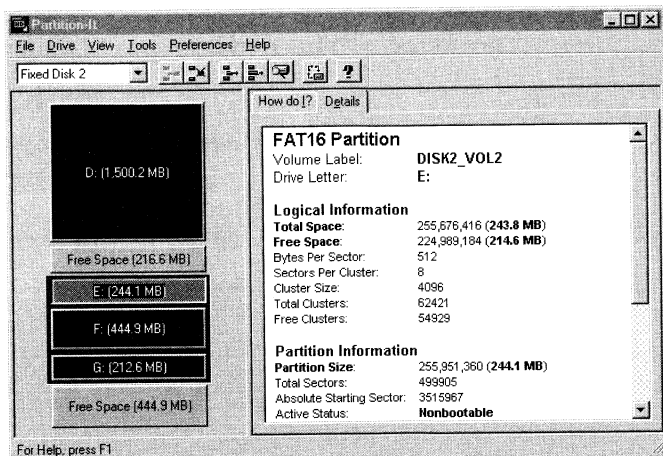 Partition-It
File Drive View Tools Preferences Help
Fixed Disk 2
How do I? Details
D: (1,500.2 MB)
Free Space (216.6 MB)
E: (244.1 MB)
F: (444.9 MB)
G: (212.6 MB)
Free Space (444.9 MB)
FAT16 Partition
Volume Label: DISK2_VOL2
Drive Letter: E:
Logical Information
Total Space: 255,676,416 (243.8 MB)
Free Space: 224,989,184 (214.6 MB)
Bytes Per Sector: 512
Sectors Per Cluster: 8
Cluster Size: 4096
Total Clusters: 62421
Free Clusters: 54929
Partition Information
Partition Size: 255,951,360 (244.1 MB)
Total Sectors: 499905
Absolute Starting Sector: 3515967
Active Status: Nonbootable
For Help, press F1